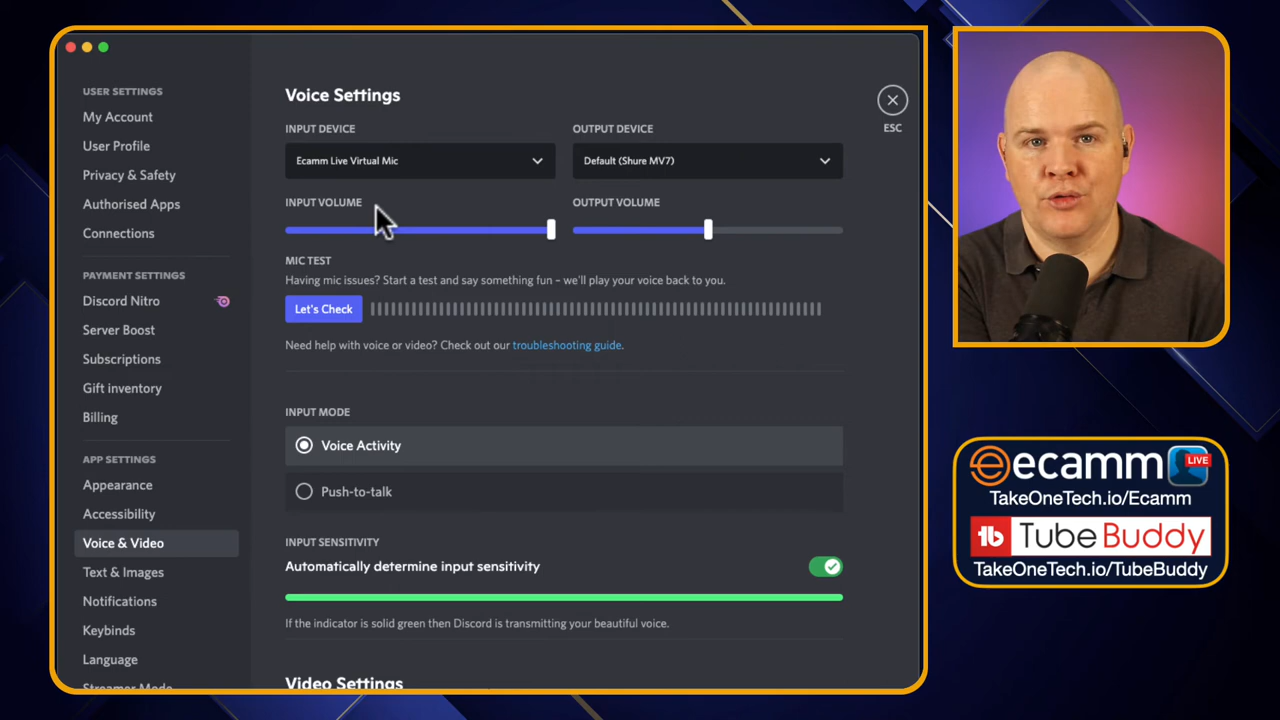 USER SETTINGS
My Account
User Profile
Privacy & Safety
Authorised Apps
Connections
PAYMENT SETTINGS
Discord Nitro
Server Boost
Subscriptions
Gift inventory
Billing
APP SETTINGS
Appearance
Accessibility
Voice & Video
Text & Images
Notifications
Keybinds
Language
Streamer Mode
Voice Settings
ESC
INPUT DEVICE
OUTPUT DEVICE
Ecamm Live Virtual Mic
Default (Shure MV7)
INPUT VOLUME
OUTPUT VOLUME
MIC TEST
Having mic issues? Start a test and say something fun – we'll play your voice back to you.
Let's Check
Need help with voice or video? Check out our troubleshooting guide.
INPUT MODE
Voice Activity
Push-to-talk
INPUT SENSITIVITY
Automatically determine input sensitivity
If the indicator is solid green then Discord is transmitting your beautiful voice.
Video Settings
ecamm LIVE
TakeOneTech.io/Ecamm
tb TubeBuddy
TakeOneTech.io/TubeBuddy